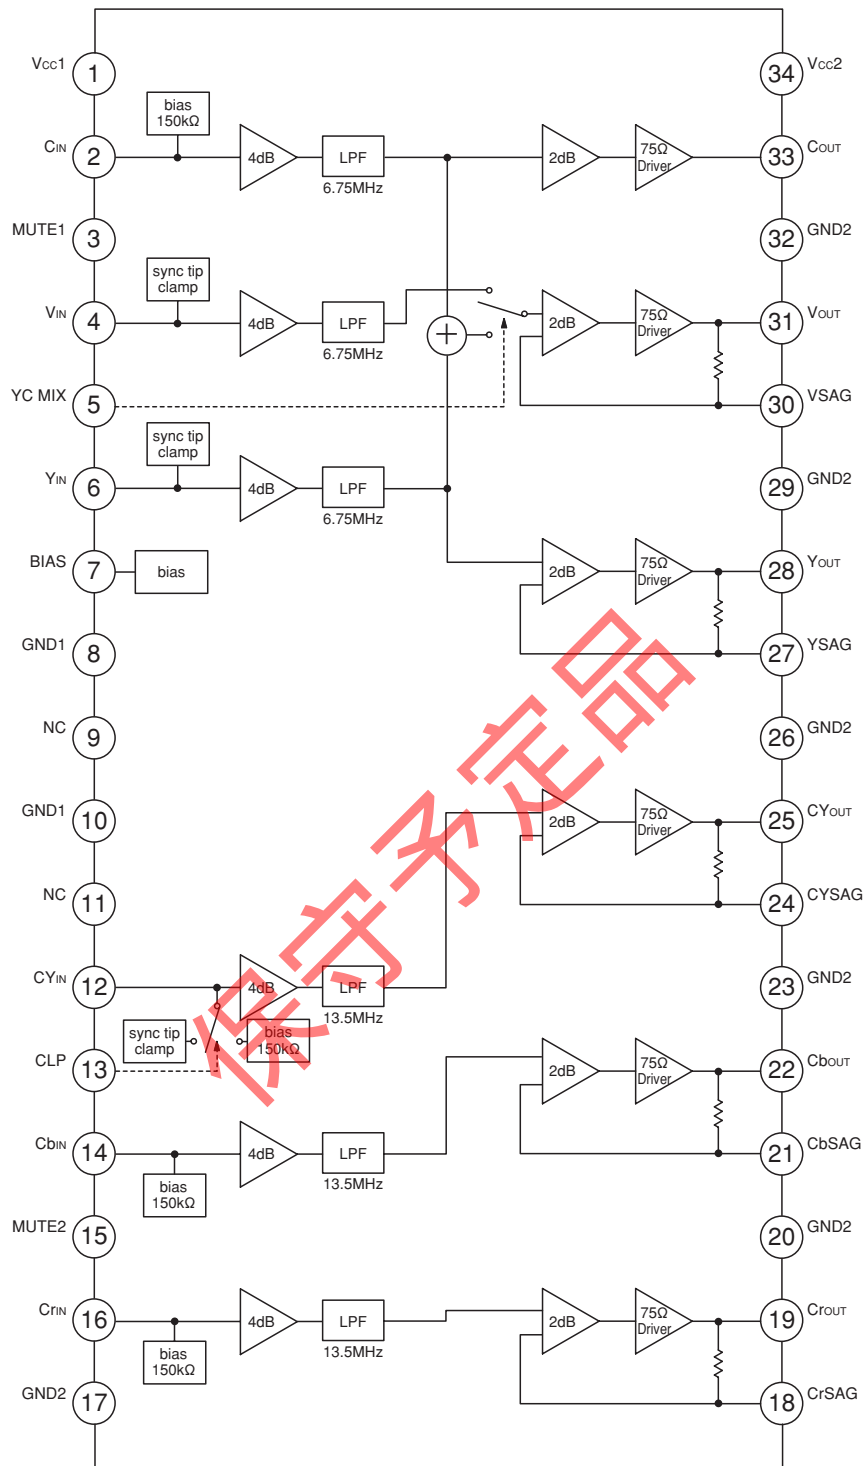 VCC1
1
34
VCC2
bias
150kΩ
CIN
2
4dB
LPF
6.75MHz
2dB
75Ω
Driver
33
COUT
MUTE1
3
32
GND2
sync tip
clamp
VIN
4
4dB
LPF
6.75MHz
+
2dB
75Ω
Driver
31
VOUT
YC MIX
5
30
VSAG
sync tip
clamp
YIN
6
4dB
LPF
6.75MHz
29
GND2
BIAS
7
bias
2dB
75Ω
Driver
28
YOUT
GND1
8
27
YSAG
NC
9
26
GND2
GND1
10
2dB
75Ω
Driver
25
CYOUT
NC
11
24
CYSAG
CYIN
12
4dB
LPF
13.5MHz
23
GND2
sync tip
clamp
bias
150kΩ
CLP
13
2dB
75Ω
Driver
22
CbOUT
CbIN
14
4dB
LPF
13.5MHz
21
CbSAG
bias
150kΩ
MUTE2
15
20
GND2
CrIN
16
4dB
LPF
13.5MHz
2dB
75Ω
Driver
19
CrOUT
bias
150kΩ
GND2
17
18
CrSAG
保守予定品